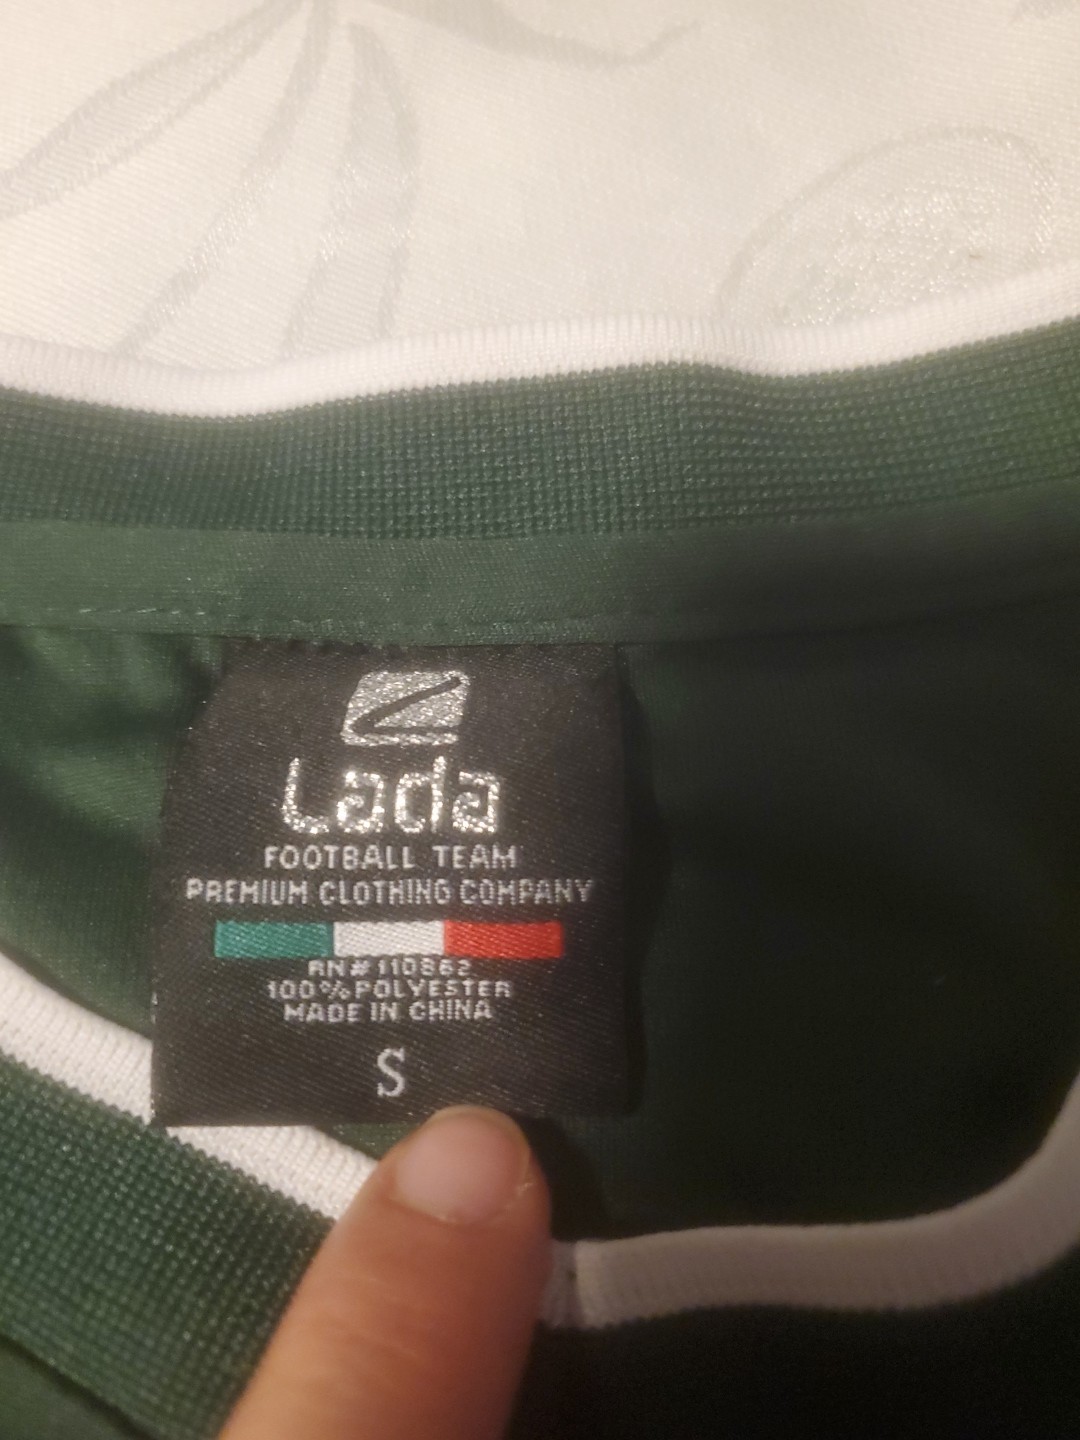 Lada
FOOTBALL TEAM
PREMIUM CLOTHING COMPANY
RN#110862
100%POLYESTER
MADE IN CHINA
S